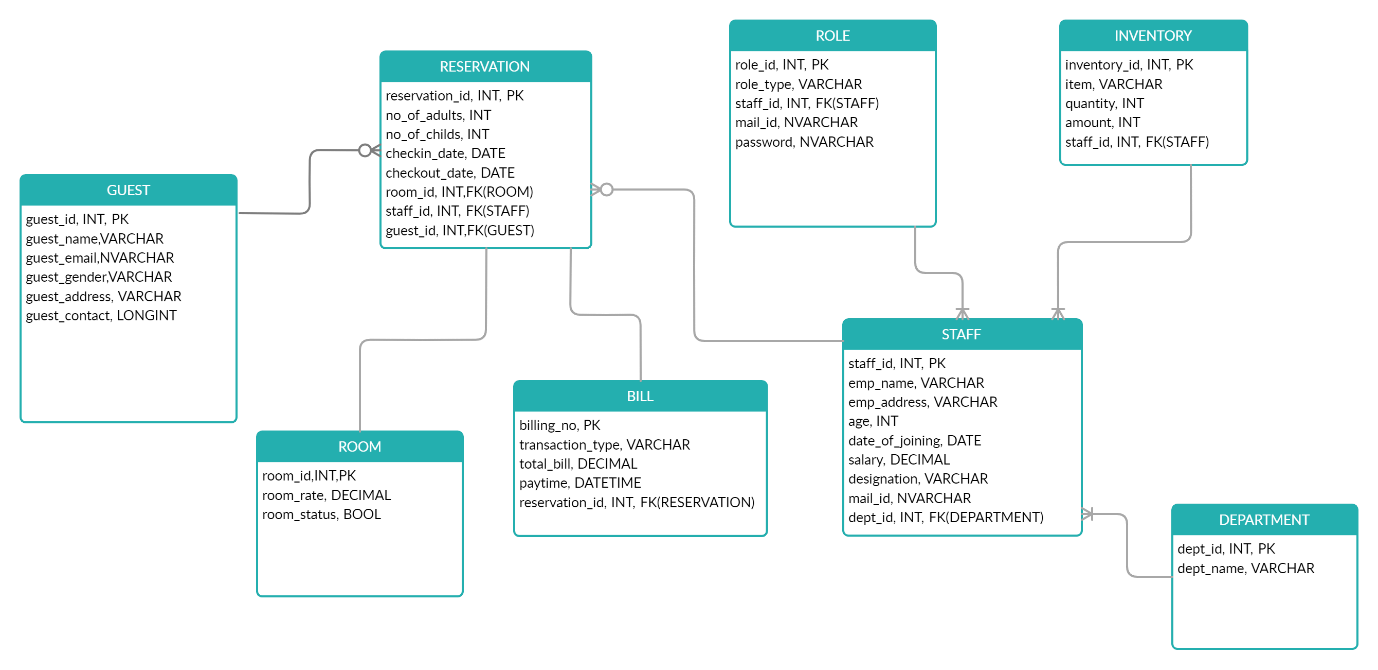 GUEST
guest_id, INT, PK
guest_name,VARCHAR
guest_email,NVARCHAR
guest_gender,VARCHAR
guest_address, VARCHAR
guest_contact, LONGINT
RESERVATION
reservation_id, INT, PK
no_of_adults, INT
no_of_childs, INT
checkin_date, DATE
checkout_date, DATE
room_id, INT,FK(ROOM)
staff_id, INT, FK(STAFF)
guest_id, INT,FK(GUEST)
ROOM
room_id,INT,PK
room_rate, DECIMAL
room_status, BOOL
BILL
billing_no, PK
transaction_type, VARCHAR
total_bill, DECIMAL
paytime, DATETIME
reservation_id, INT, FK(RESERVATION)
ROLE
role_id, INT, PK
role_type, VARCHAR
staff_id, INT, FK(STAFF)
mail_id, NVARCHAR
password, NVARCHAR
INVENTORY
inventory_id, INT, PK
item, VARCHAR
quantity, INT
amount, INT
staff_id, INT, FK(STAFF)
STAFF
staff_id, INT, PK
emp_name, VARCHAR
emp_address, VARCHAR
age, INT
date_of_joining, DATE
salary, DECIMAL
designation, VARCHAR
mail_id, NVARCHAR
dept_id, INT, FK(DEPARTMENT)
DEPARTMENT
dept_id, INT, PK
dept_name, VARCHAR